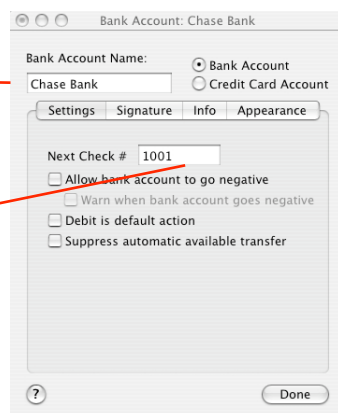 Bank Account: Chase Bank
Bank Account Name:
Bank Account
Chase Bank
Credit Card Account
Settings Signature Info Appearance
Next Check # 1001
Allow bank account to go negative
Warn when bank account goes negative
Debit is default action
Suppress automatic available transfer
? Done